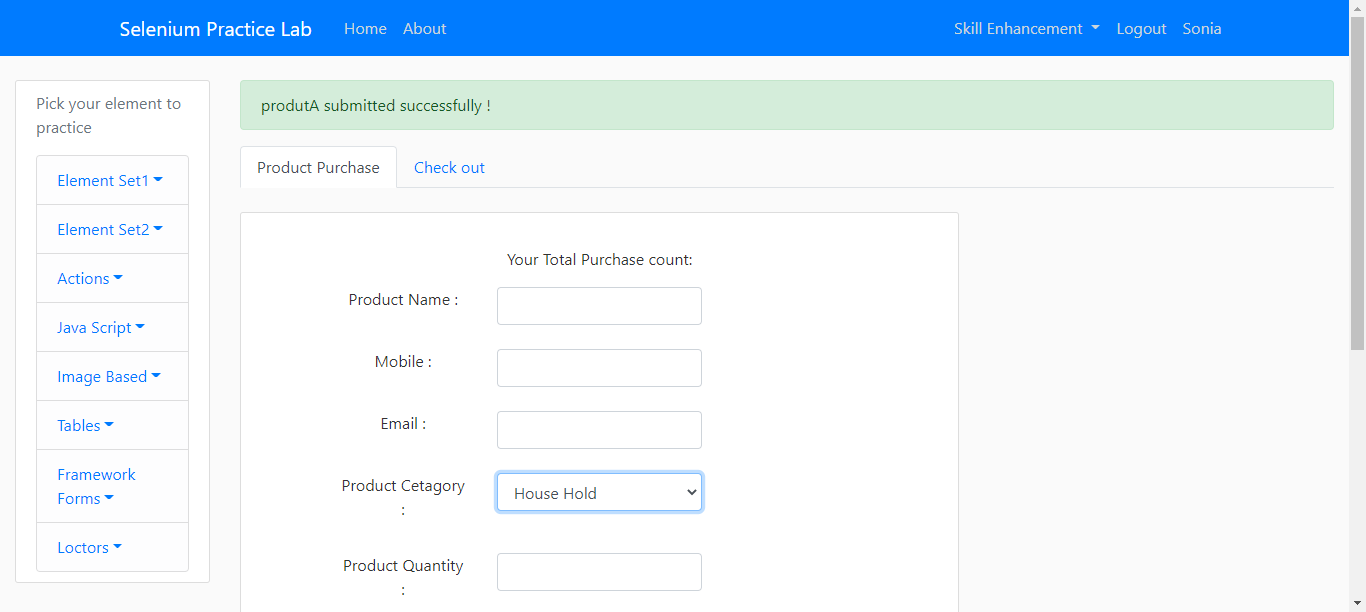 Selenium Practice Lab Home About Skill Enhancement Logout Sonia
Pick your element to
practice
Element Set1
Element Set2
Actions
Java Script
Image Based
Tables
Framework
Forms
Loctors
produtA submitted successfully !
Product Purchase Check out
Your Total Purchase count:
Product Name :
Mobile :
Email :
Product Cetagory
:
House Hold
Product Quantity
: